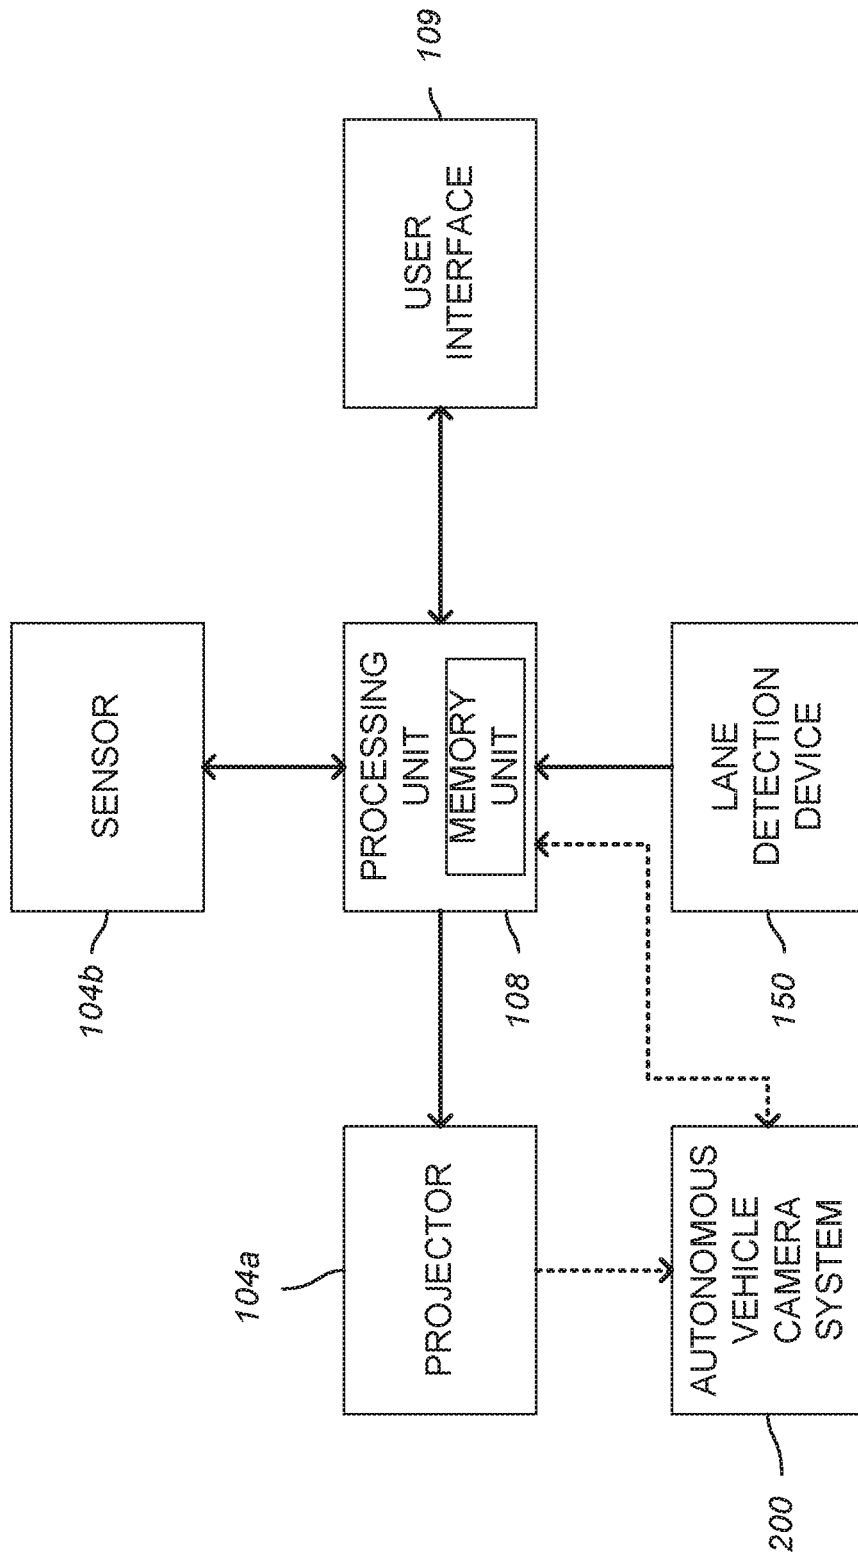 104b
SENSOR
104a
PROJECTOR
PROCESSING
UNIT
MEMORY
UNIT
108
USER
INTERFACE
109
200
AUTONOMOUS
VEHICLE
CAMERA
SYSTEM
150
LANE
DETECTION
DEVICE